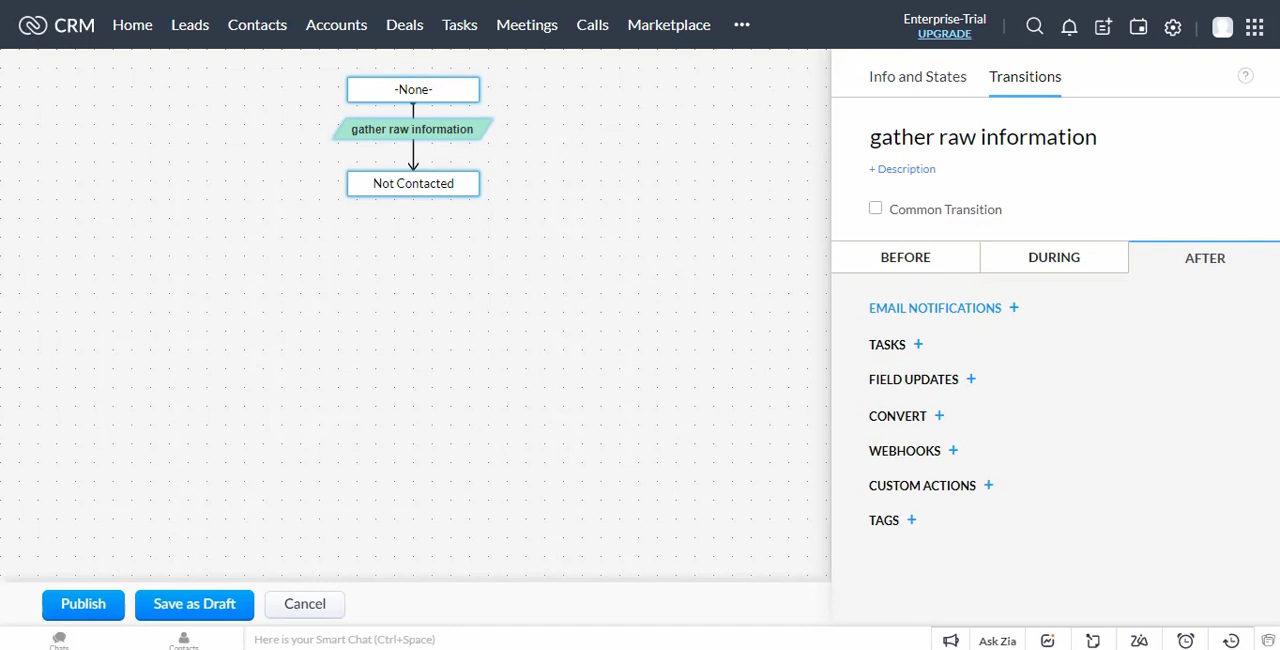 CRM Home Leads Contacts Accounts Deals Tasks Meetings Calls Marketplace ••• Enterprise-Trial
UPGRADE
Info and States Transitions ?
-None-
gather raw information
Not Contacted
gather raw information
+ Description
Common Transition
BEFORE DURING AFTER
EMAIL NOTIFICATIONS +
TASKS +
FIELD UPDATES +
CONVERT +
WEBHOOKS +
CUSTOM ACTIONS +
TAGS +
Publish Save as Draft Cancel
Chats Contacts Here is your Smart Chat (Ctrl+Space) Ask Zia